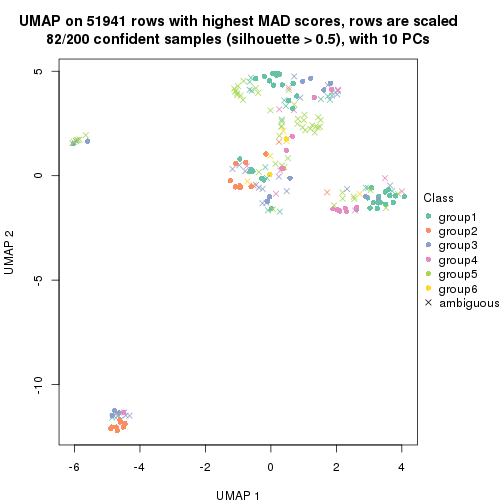 UMAP on 51941 rows with highest MAD scores, rows are scaled
82/200 confident samples (silhouette > 0.5), with 10 PCs
5
0
-5
-10
UMAP 2
-6 -4 -2 0 2 4
UMAP 1
Class
group1
group2
group3
group4
group5
group6
ambiguous